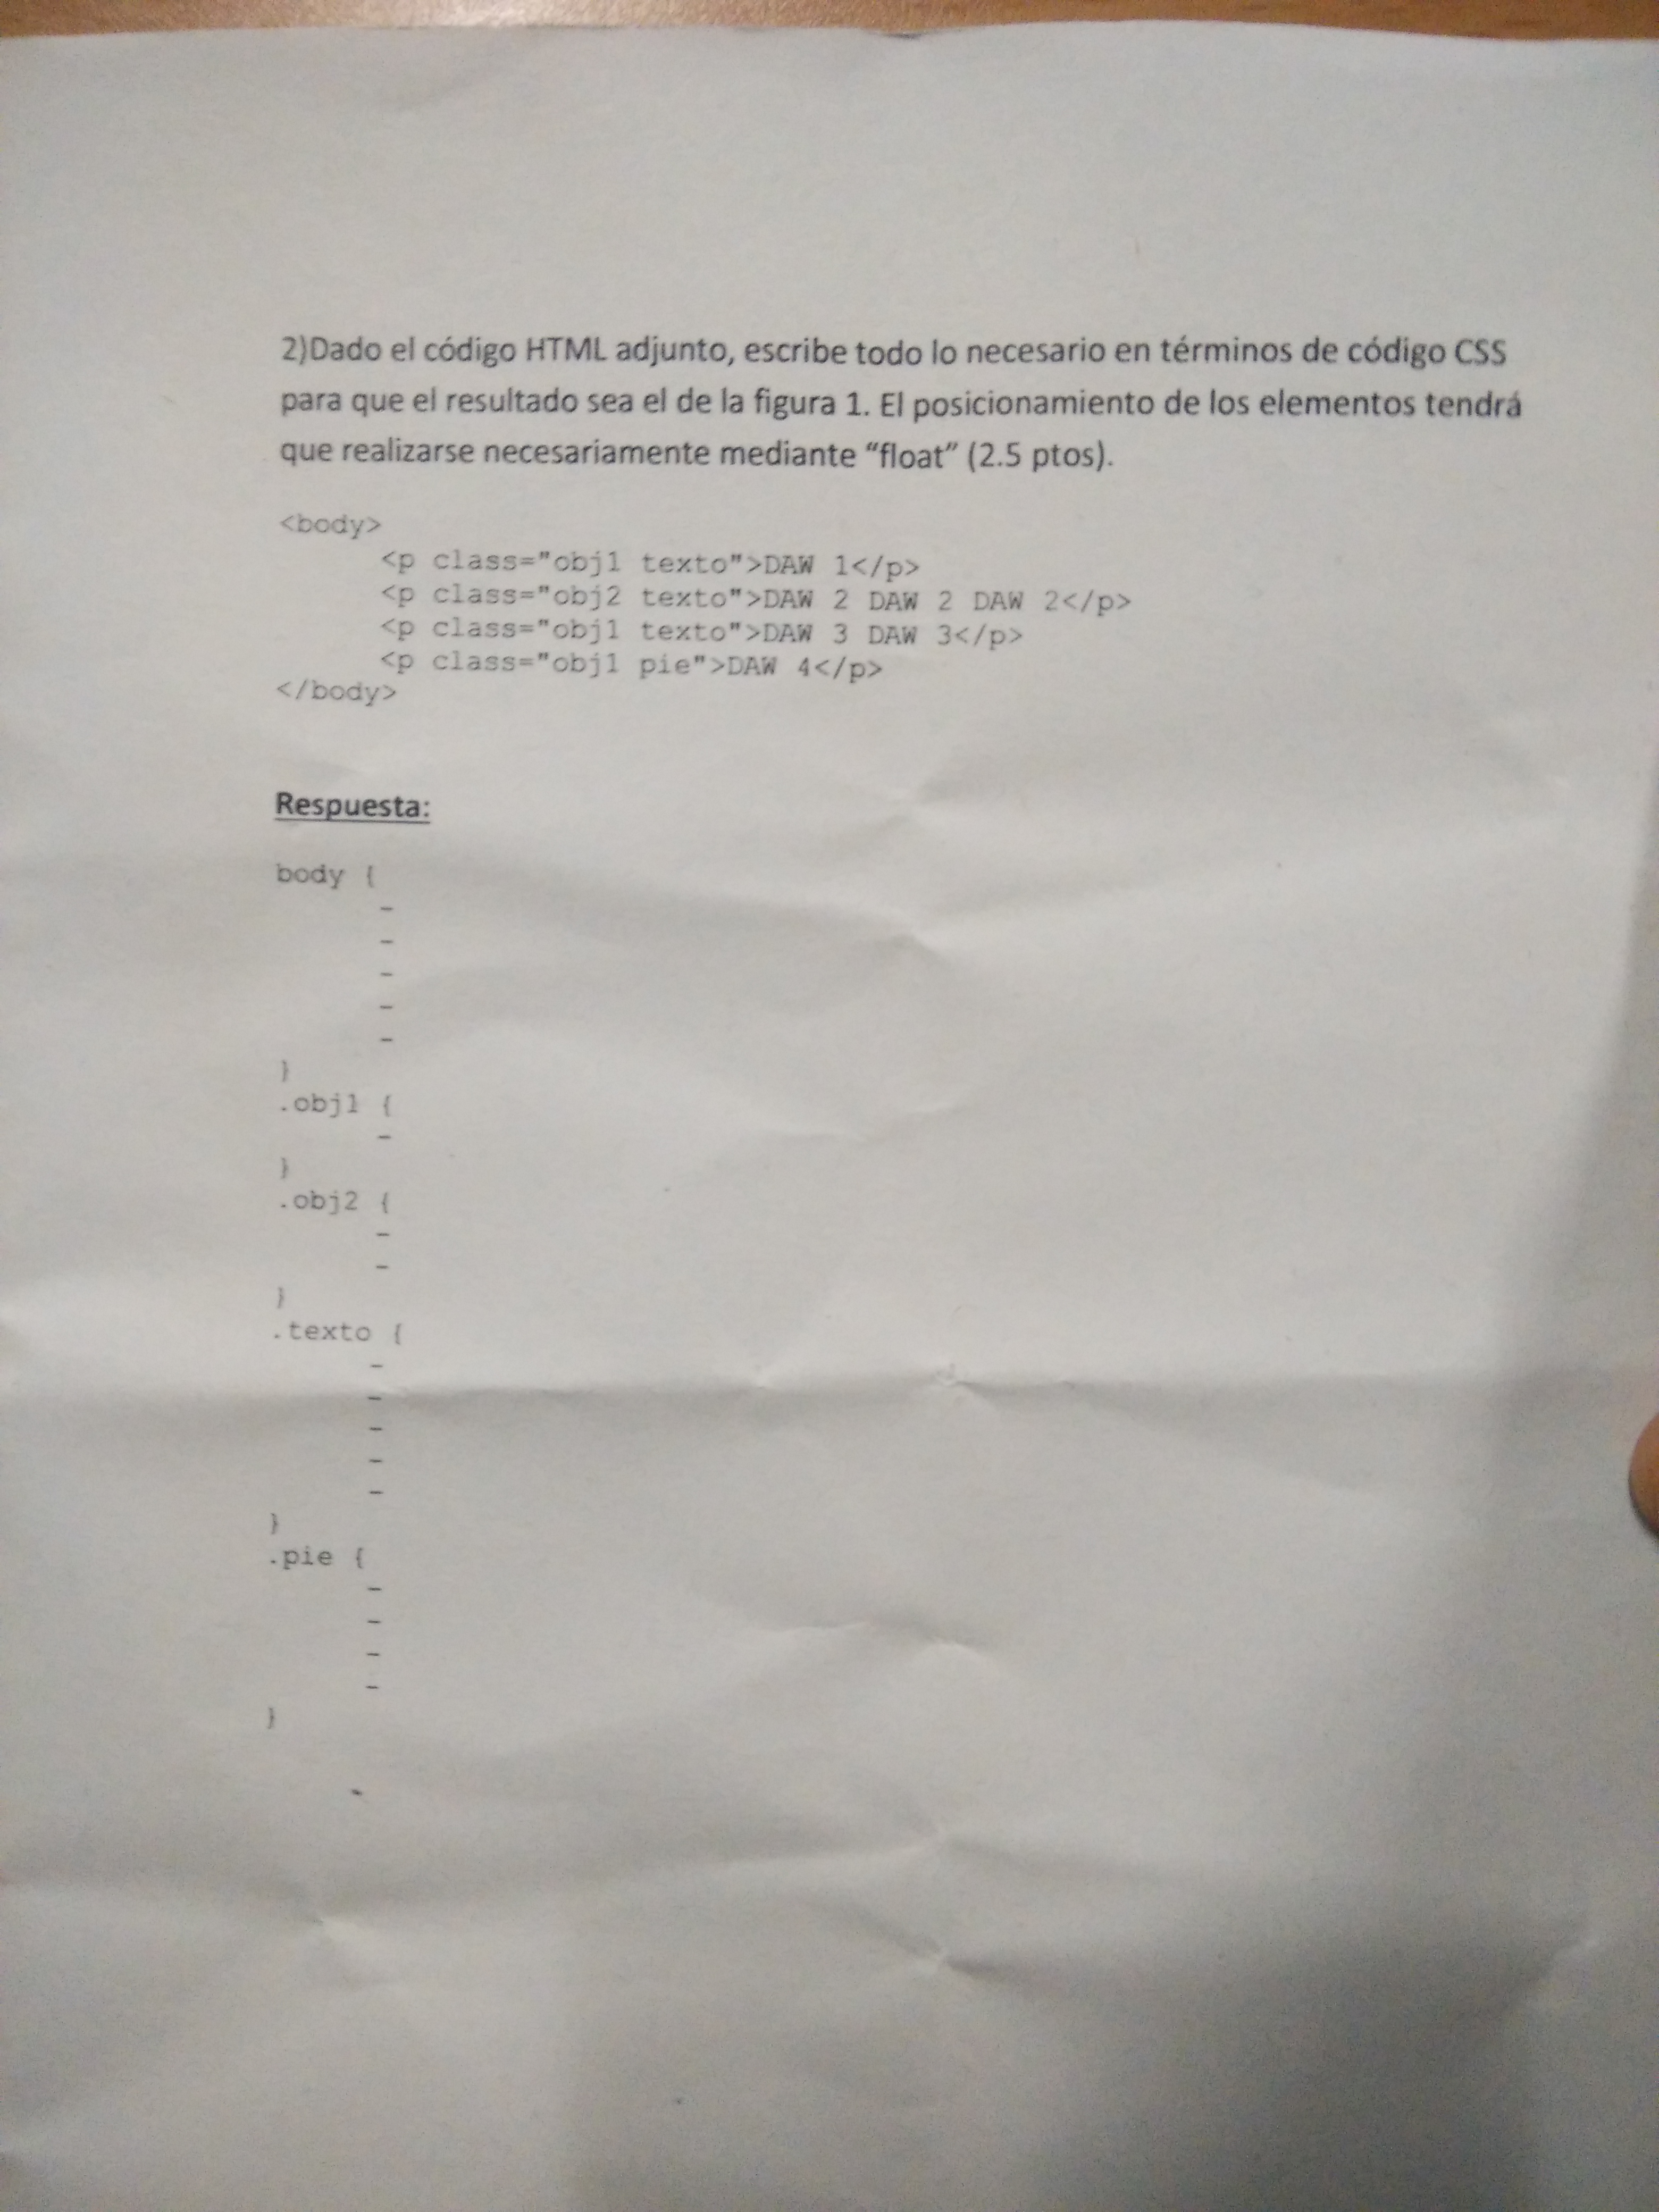 2)Dado el código HTML adjunto, escribe todo lo necesario en términos de código CSS
para que el resultado sea el de la figura 1. El posicionamiento de los elementos tendrá
que realizarse necesariamente mediante “float” (2.5 ptos).
<body>
<p class="obj1 texto">DAW 1</p>
<p class="obj2 texto">DAW 2 DAW 2 DAW 2</p>
<p class="obj1 texto">DAW 3 DAW 3</p>
<p class="obj1 pie">DAW 4</p>
</body>
Respuesta:
body {
–
–
–
–
–
}
.obj1 {
–
}
.obj2 {
–
–
}
.texto {
–
–
–
–
–
}
.pie {
–
–
–
–
}